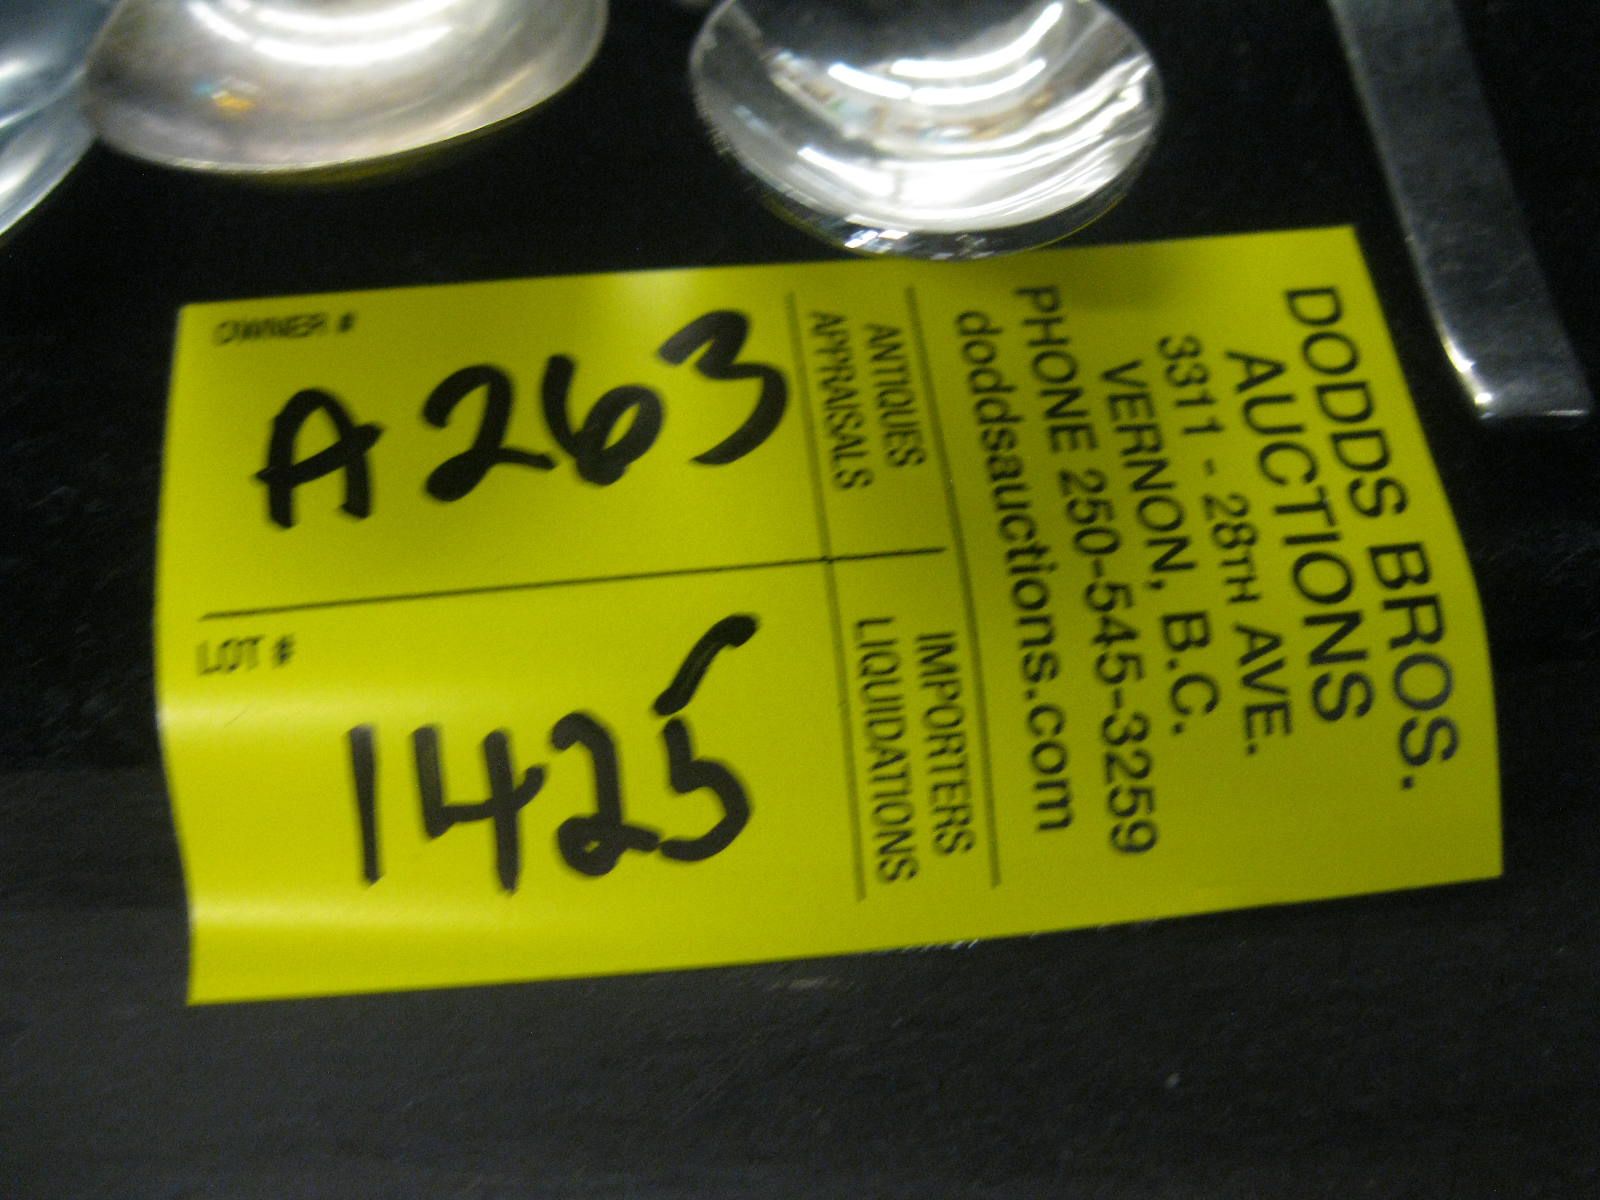 DODDS BROS.
AUCTIONS
3311 - 28TH AVE.
VERNON, B.C.
PHONE 250-545-3259
doddsauctions.com
ANTIQUES
APPRAISALS
IMPORTERS
LIQUIDATIONS
OWNER #
A263
LOT #
1425